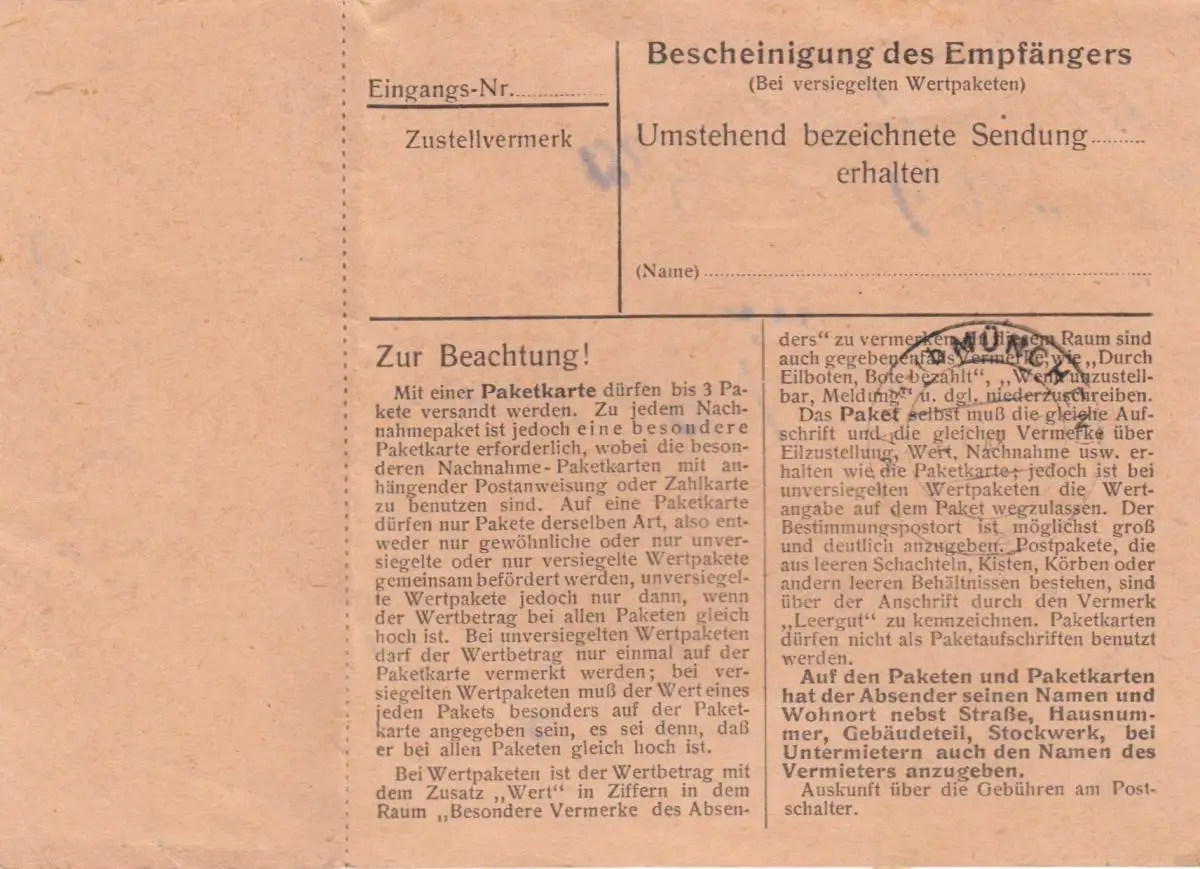 Eingangs-Nr.
Zustellvermerk
Bescheinigung des Empfängers
(Bei versiegelten Wertpaketen)
Umstehend bezeichnete Sendung
erhalten
(Name)
Zur Beachtung!
Mit einer Paketkarte dürfen bis 3 Pa-
kete versandt werden. Zu jedem Nach-
nahmepaket ist jedoch eine besondere
Paketkarte erforderlich, wobei die beson-
deren Nachnahme-Paketkarten mit an-
hängender Postanweisung oder Zahlkarte
zu benutzen sind. Auf eine Paketkarte
dürfen nur Pakete derselben Art, also ent-
weder nur gewöhnliche oder nur unver-
siegelte oder nur versiegelte Wertpakete
gemeinsam befördert werden, unversiegel-
te Wertpakete jedoch nur dann, wenn
der Wertbetrag bei allen Paketen gleich
hoch ist. Bei unversiegelten Wertpaketen
darf der Wertbetrag nur einmal auf der
Paketkarte vermerkt werden; bei ver-
siegelten Wertpaketen muß der Wert eines
jeden Pakets besonders auf der Paket-
karte angegeben sein, es sei denn, daß
er bei allen Paketen gleich hoch ist.
Bei Wertpaketen ist der Wertbetrag mit
dem Zusatz „Wert“ in Ziffern in dem
Raum „Besondere Vermerke des Absen-
ders“ zu vermerken. In diesem Raum sind
auch gegebenenfalls Vermerke wie „Durch
Eilboten, Bote bezahlt“, „Wenn unzustell-
bar, Meldung“ u. dgl. niederzuschreiben.
Das Paket selbst muß die gleiche Auf-
schrift und die gleichen Vermerke über
Eilzustellung, Wert, Nachnahme usw. er-
halten wie die Paketkarte; jedoch ist bei
unversiegelten Wertpaketen die Wert-
angabe auf dem Paket wegzulassen. Der
Bestimmungspostort ist möglichst groß
und deutlich anzugeben. Postpakete, die
aus leeren Schachteln, Kisten, Körben oder
andern leeren Behältnissen bestehen, sind
über der Anschrift durch den Vermerk
„Leergut“ zu kennzeichnen. Paketkarten
dürfen nicht als Paketaufschriften benutzt
werden.
Auf den Paketen und Paketkarten
hat der Absender seinen Namen und
Wohnort nebst Straße, Hausnum-
mer, Gebäudeteil, Stockwerk, bei
Untermietern auch den Namen des
Vermieters anzugeben.
Auskunft über die Gebühren am Post-
schalter.
MÜNCHEN